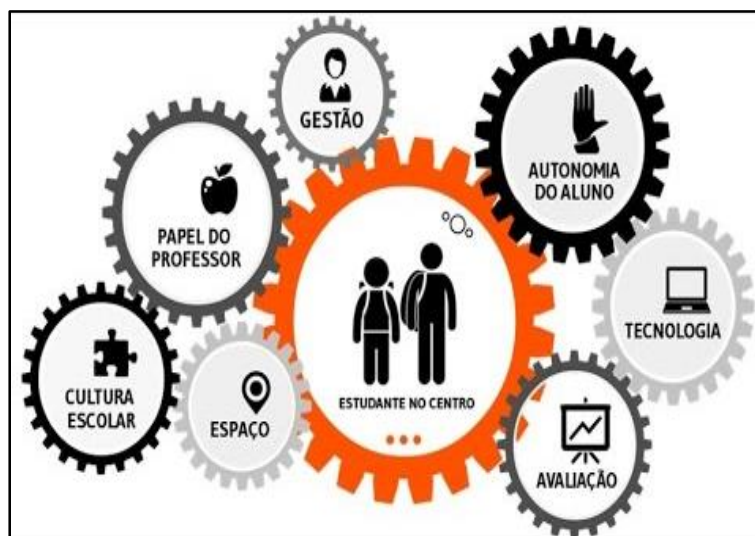 GESTÃO
AUTONOMIA
DO ALUNO
PAPEL DO
PROFESSOR
TECNOLOGIA
CULTURA
ESCOLAR
ESPAÇO
ESTUDANTE NO CENTRO
AVALIAÇÃO